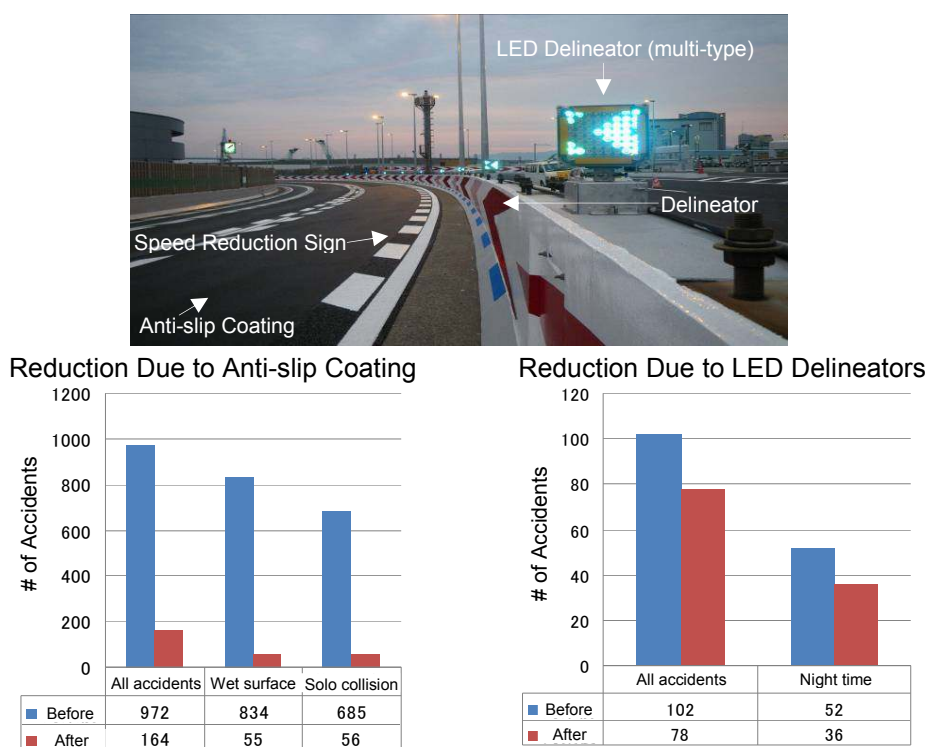 LED Delineator (multi-type)
Delineator
Speed Reduction Sign
Anti-slip Coating
Reduction Due to Anti-slip Coating
# of Accidents
1200
1000
800
600
400
200
0
All accidents Wet surface Solo collision
Before 972 834 685
After 164 55 56
Reduction Due to LED Delineators
# of Accidents
120
100
80
60
40
20
0
All accidents Night time
Before 102 52
After 78 36